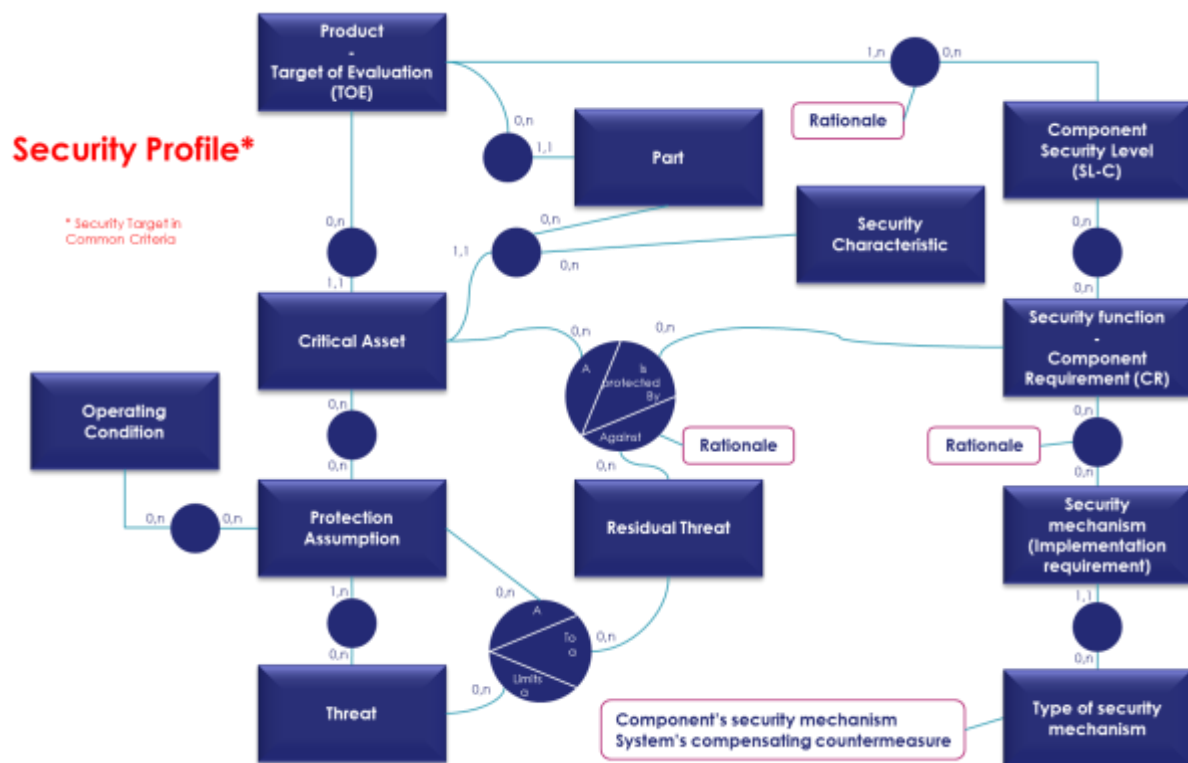 Product
-
Target of Evaluation
(TOE)
1,n
0,n
Rationale
Component
Security Level
(SL-C)
0,n
1,1
Part
Security Profile*
* Security Target in
Common Criteria
0,n
0,n
Security
Characteristic
0,n
1,1
0,n
0,n
1,1
0,n
Critical Asset
0,n
0,n
Security function
-
Component
Requirement (CR)
A
Is
protected
By
Against
Rationale
0,n
Operating
Condition
0,n
0,n
Rationale
0,n
0,n
0,n
Protection
Assumption
Residual Threat
Security
mechanism
(Implementation
requirement)
0,n
0,n
1,n
0,n
0,n
A
To
a
Limits
a
0,n
0,n
1,1
0,n
Threat
Component's security mechanism
System's compensating countermeasure
Type of security
mechanism